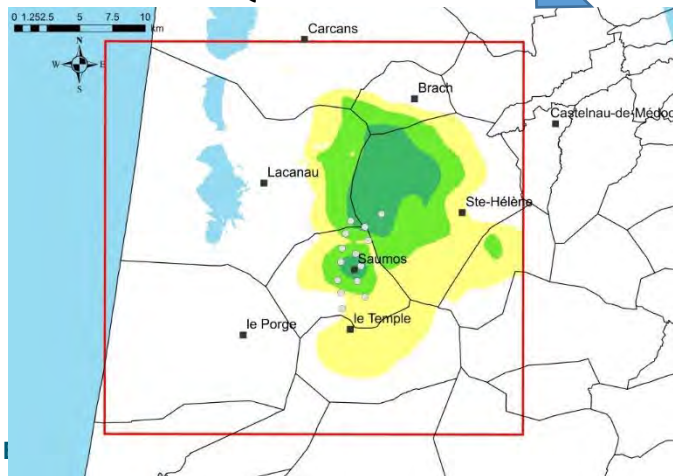 0 1.252.5 5 7.5 10
km
N
W E
S
Carcans
Brach
Castelnau-de-Médoc
Lacanau
Ste-Hélène
Saumos
le Porge
le Temple